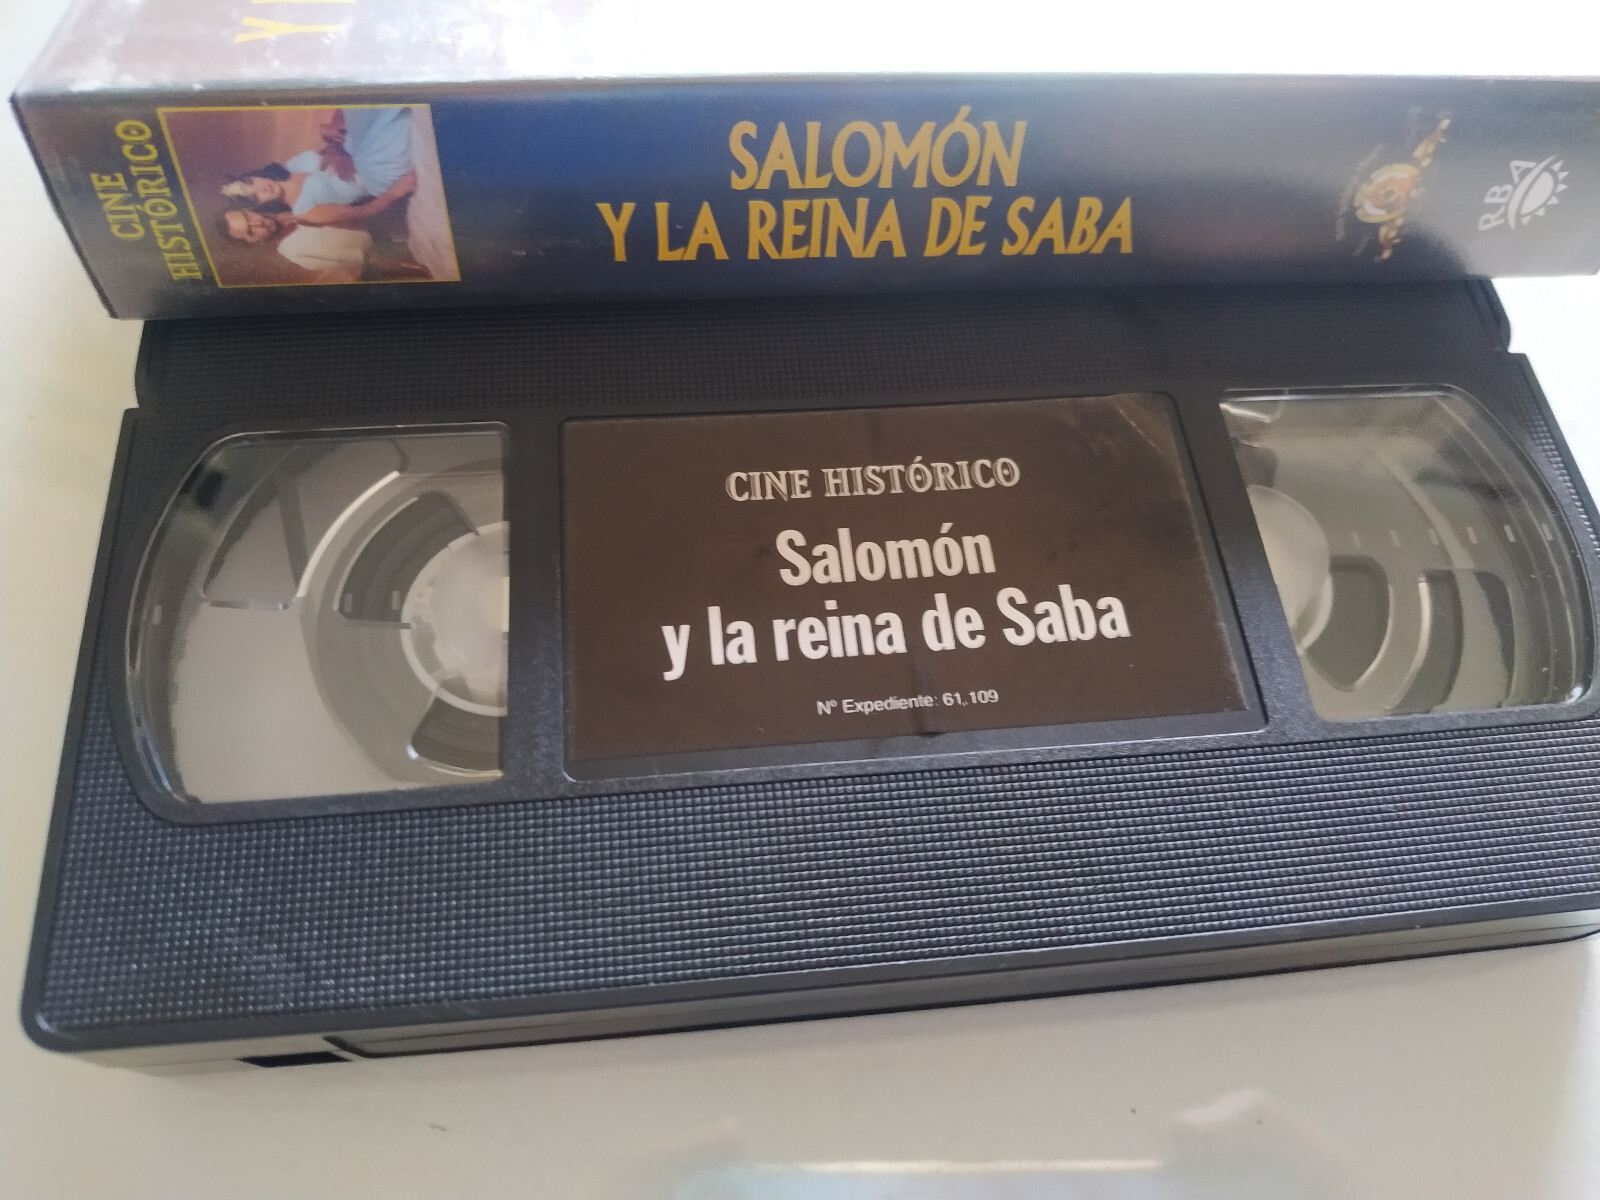 CINE
HISTÓRICO
SALOMÓN
Y LA REINA DE SABA
RBA
CINE HISTÓRICO
Salomón
y la reina de Saba
Nº Expediente: 61,109